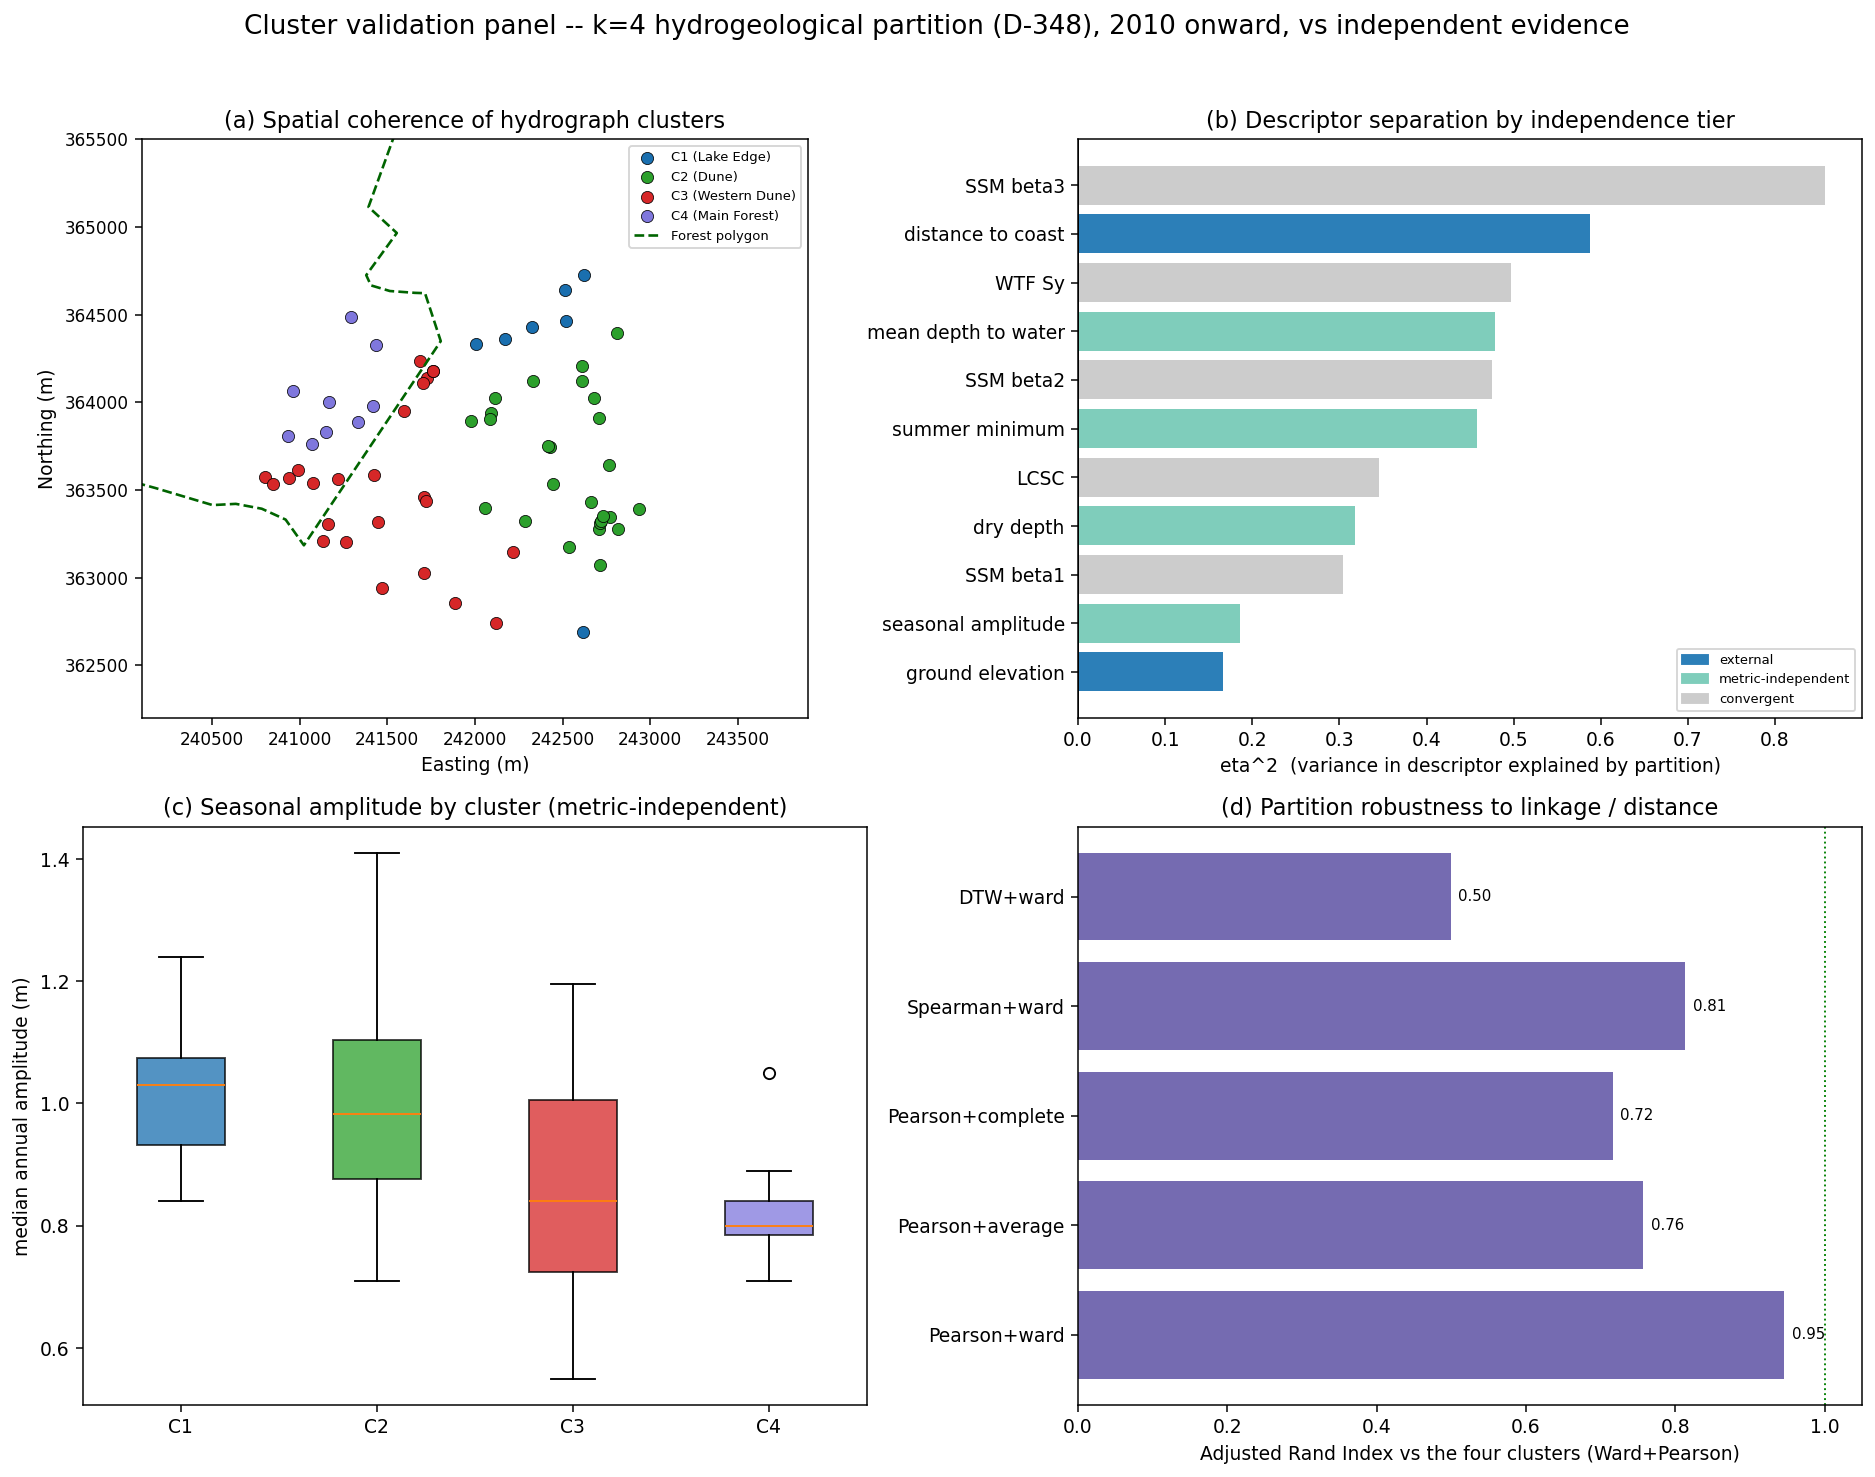 Cluster validation panel -- k=4 hydrogeological partition (D-348), 2010 onward, vs independent evidence
(a) Spatial coherence of hydrograph clusters
365500
365000
364500
364000
363500
363000
362500
Northing (m)
240500 241000 241500 242000 242500 243000 243500
Easting (m)
C1 (Lake Edge)
C2 (Dune)
C3 (Western Dune)
C4 (Main Forest)
Forest polygon
(b) Descriptor separation by independence tier
SSM beta3
distance to coast
WTF Sy
mean depth to water
SSM beta2
summer minimum
LCSC
dry depth
SSM beta1
seasonal amplitude
ground elevation
external
metric-independent
convergent
0.0 0.1 0.2 0.3 0.4 0.5 0.6 0.7 0.8
eta^2  (variance in descriptor explained by partition)
(c) Seasonal amplitude by cluster (metric-independent)
1.4
1.2
1.0
0.8
0.6
median annual amplitude (m)
C1 C2 C3 C4
(d) Partition robustness to linkage / distance
DTW+ward 0.50
Spearman+ward 0.81
Pearson+complete 0.72
Pearson+average 0.76
Pearson+ward 0.95
0.0 0.2 0.4 0.6 0.8 1.0
Adjusted Rand Index vs the four clusters (Ward+Pearson)